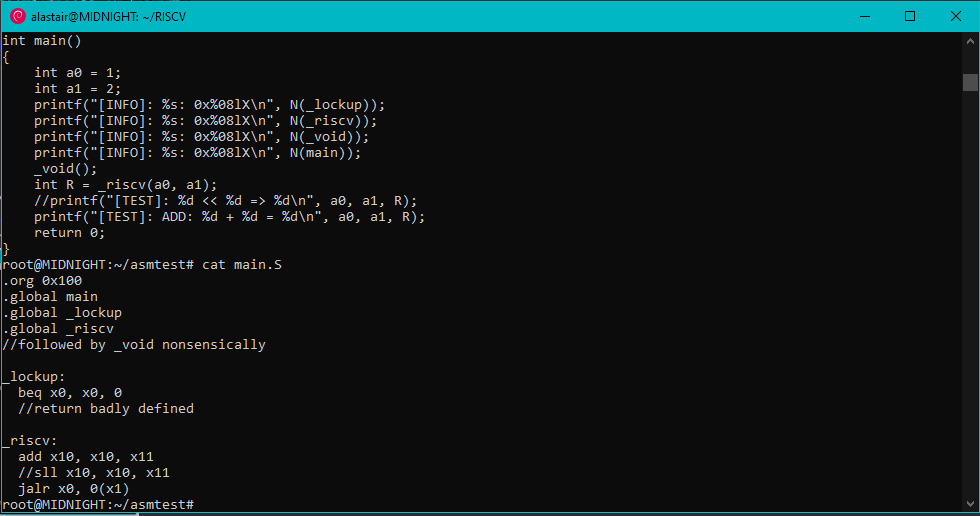 alastair@MIDNIGHT: ~/RISCV
int main()
{
    int a0 = 1;
    int a1 = 2;
    printf("[INFO]: %s: 0x%08lX\n", N(_lockup));
    printf("[INFO]: %s: 0x%08lX\n", N(_riscv));
    printf("[INFO]: %s: 0x%08lX\n", N(_void));
    printf("[INFO]: %s: 0x%08lX\n", N(main));
    _void();
    int R = _riscv(a0, a1);
    //printf("[TEST]: %d << %d => %d\n", a0, a1, R);
    printf("[TEST]: ADD: %d + %d = %d\n", a0, a1, R);
    return 0;
}
root@MIDNIGHT:~/asmtest# cat main.S
.org 0x100
.global main
.global _lockup
.global _riscv
//followed by _void nonsensically

_lockup:
  beq x0, x0, 0
  //return badly defined

_riscv:
  add x10, x10, x11
  //sll x10, x10, x11
  jalr x0, 0(x1)
root@MIDNIGHT:~/asmtest#